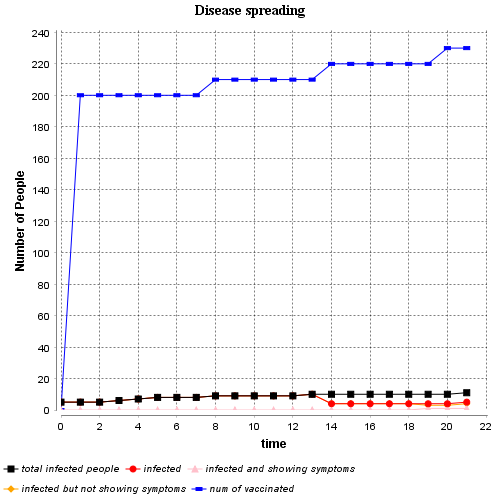 Disease spreading
240
220
200
180
160
140
120
100
80
60
40
20
0
Number of People
0 2 4 6 8 10 12 14 16 18 20 22
time
total infected people infected infected and showing symptoms
infected but not showing symptoms num of vaccinated